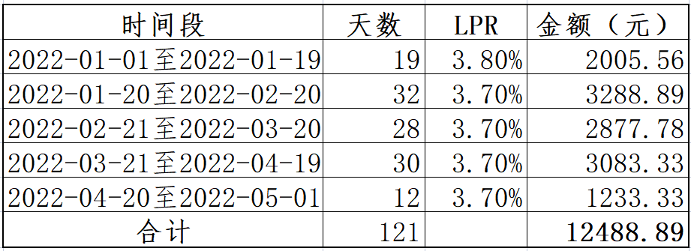 时间段 天数 LPR 金额（元）
2022-01-01至2022-01-19 19 3.80% 2005.56
2022-01-20至2022-02-20 32 3.70% 3288.89
2022-02-21至2022-03-20 28 3.70% 2877.78
2022-03-21至2022-04-19 30 3.70% 3083.33
2022-04-20至2022-05-01 12 3.70% 1233.33
合计 121 12488.89